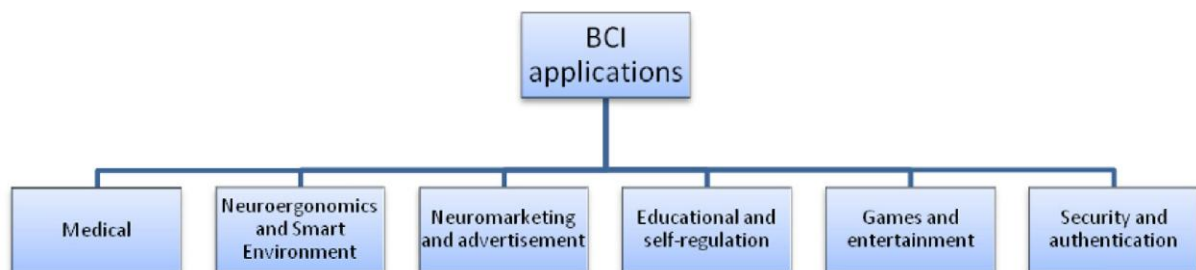 BCI
applications
Medical
Neuroergonomics
and Smart
Environment
Neuromarketing
and advertisement
Educational and
self-regulation
Games and
entertainment
Security and
authentication